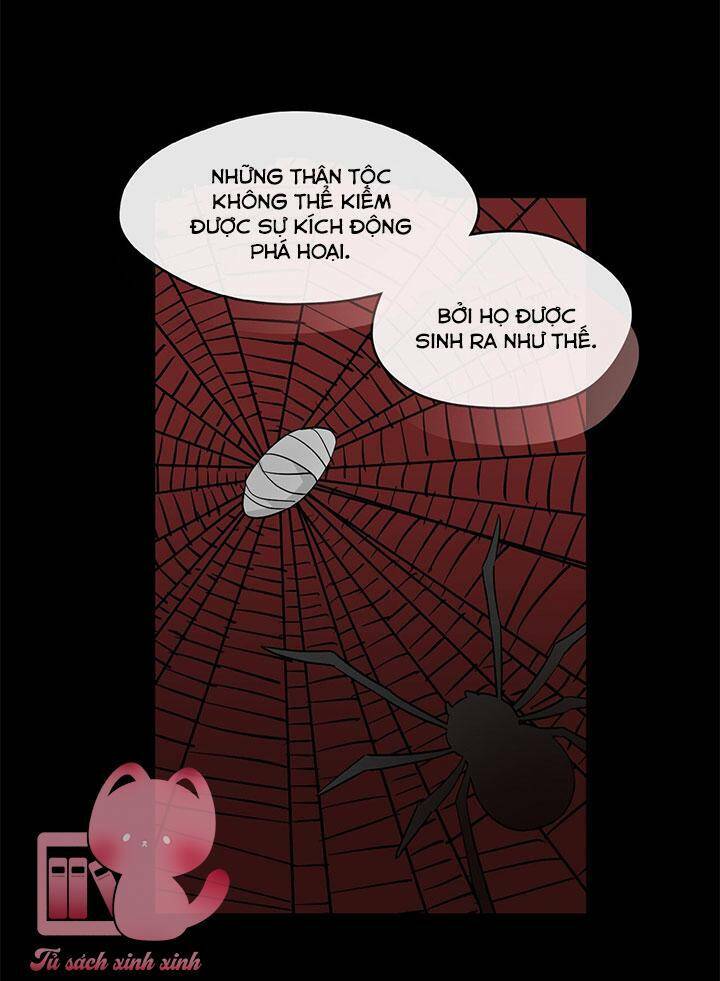 NHỮNG THẦN TỘC
KHÔNG THỂ KIỀM
ĐƯỢC SỰ KÍCH ĐỘNG
PHÁ HOẠI.
BỞI HỌ ĐƯỢC
SINH RA NHƯ THẾ.
Tủ sách xinh xinh